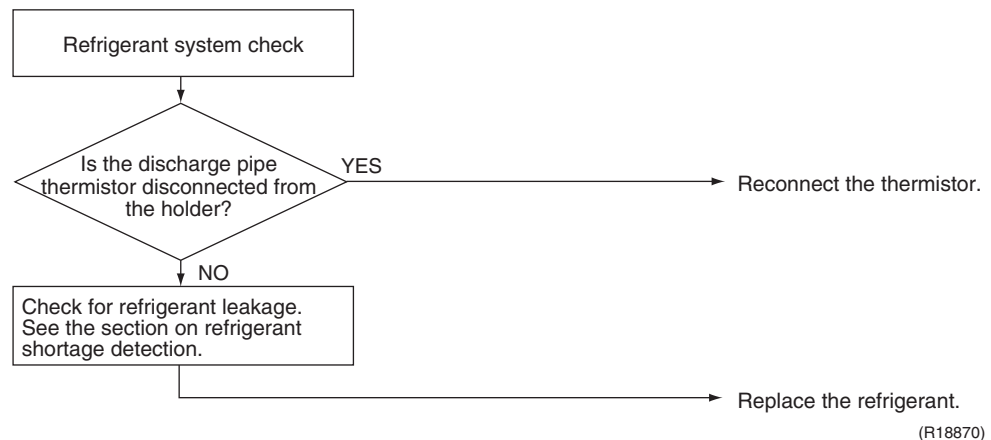 Refrigerant system check
Is the discharge pipe
thermistor disconnected from
the holder?
YES
Reconnect the thermistor.
NO
Check for refrigerant leakage.
See the section on refrigerant
shortage detection.
Replace the refrigerant.
(R18870)